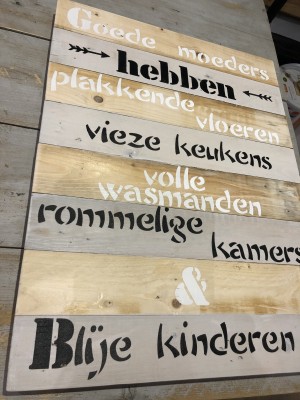 Goede moeders
hebben
plakkende
vloeren
vieze keukens
volle
wasmanden
rommelige
kamers
&
Blije kinderen